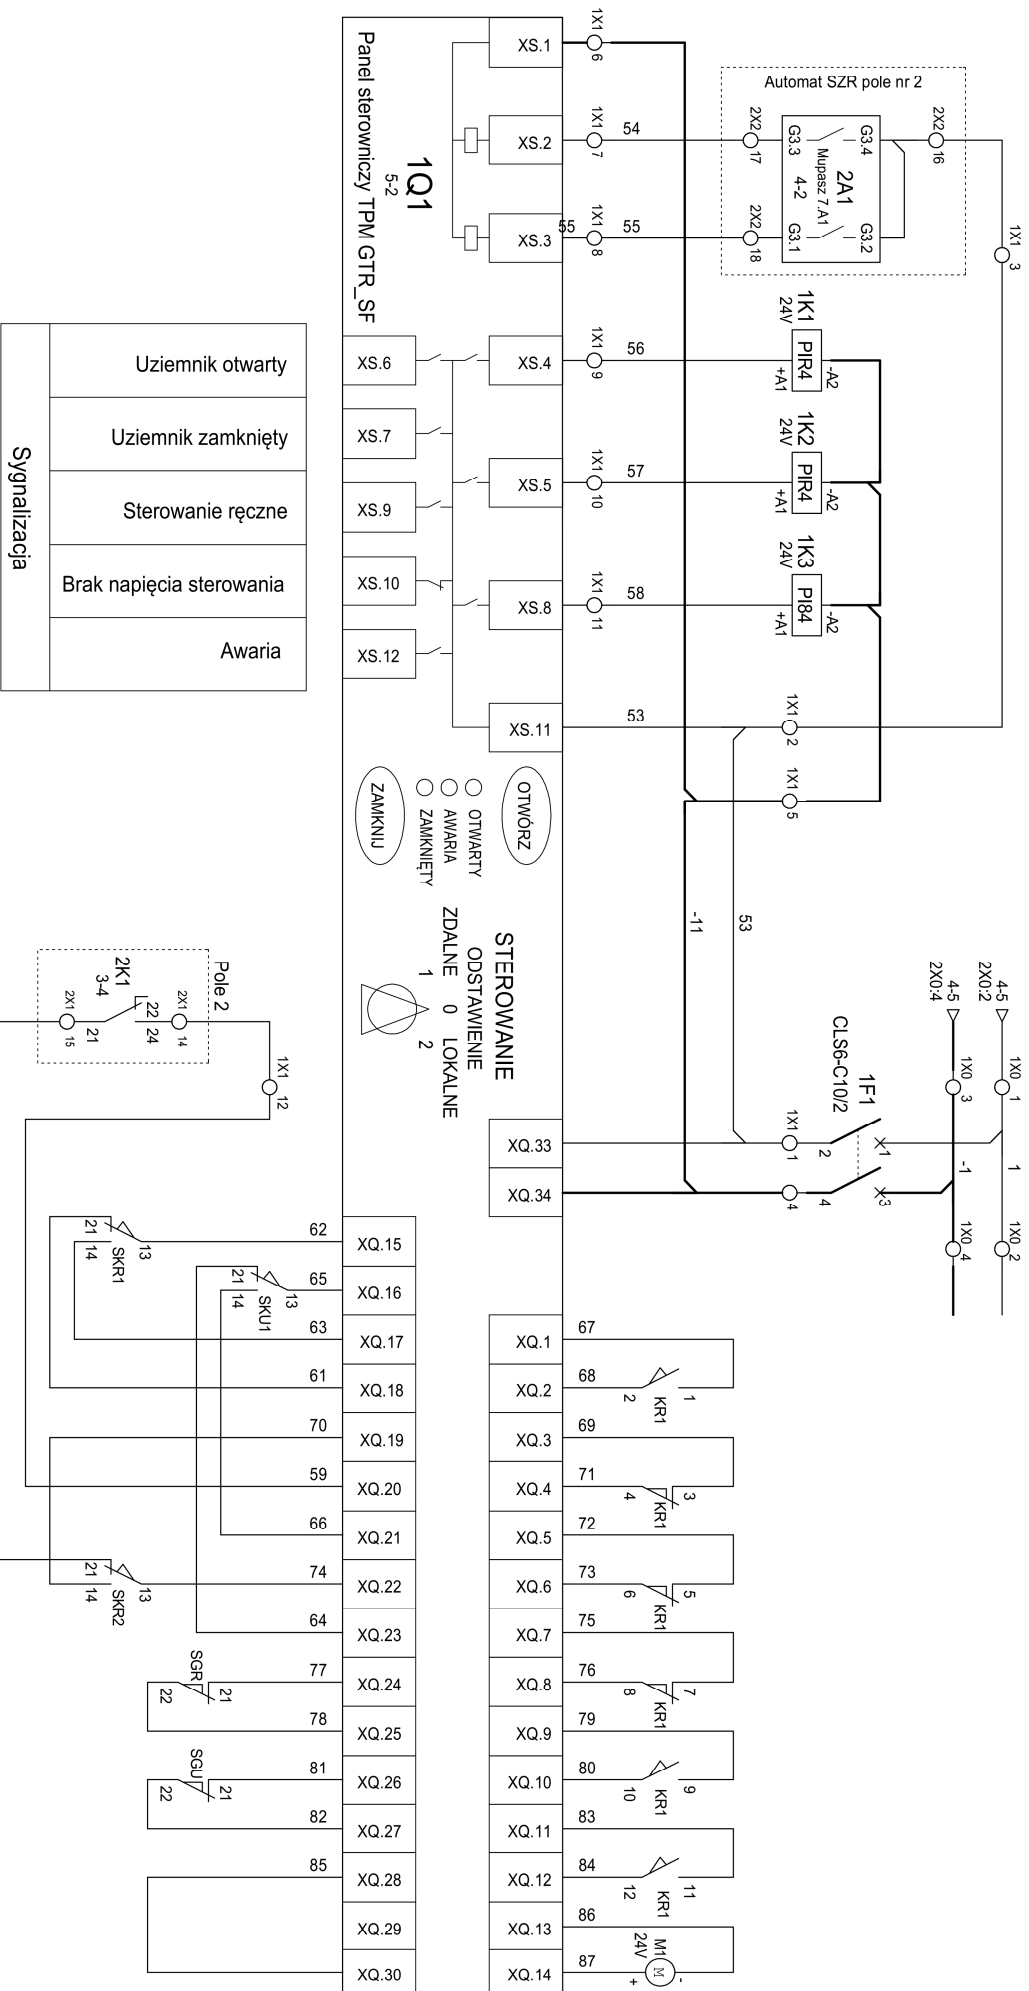 XS.1
1X1
6
XS.2
1X1
7
54
2X2
17
Automat SZR pole nr 2
G3.3
G3.4
2A1
Mupasz 7.A1
4-2
G3.1
G3.2
2X2
16
2X2
18
1X1
3
XS.3
55
1X1
8
55
Panel sterowniczy TPM GTR_SF
1Q1
5-2
XS.6
XS.4
1X1
9
56
1K1
24V
PIR4
+A1
-A2
XS.7
XS.5
1X1
10
57
1K2
24V
PIR4
+A1
-A2
XS.9
XS.10
XS.8
1X1
11
58
1K3
24V
PI84
+A1
-A2
XS.12
XS.11
53
1X1
2
1X1
5
Uziemnik otwarty
Uziemnik zamknięty
Sterowanie ręczne
Brak napięcia sterowania
Awaria
Sygnalizacja
OTWÓRZ
ZAMKNIJ
OTWARTY
AWARIA
ZAMKNIĘTY
STEROWANIE
ODSTAWIENIE
ZDALNE
LOKALNE
1 0 2
-11
53
4-5
2X0:2
4-5
2X0:4
1X0
1
1X0
3
1
-1
1X0
2
1X0
4
1F1
CLS6-C10/2
1X1
1
2
1
4
4
3
Pole 2
2K1
3-4
22
24
21
2X1
14
2X1
15
1X1
12
XQ.33
XQ.34
62
XQ.15
65
XQ.16
63
XQ.17
61
XQ.18
70
XQ.19
59
XQ.20
66
XQ.21
74
XQ.22
64
XQ.23
77
XQ.24
78
XQ.25
81
XQ.26
82
XQ.27
85
XQ.28
XQ.29
XQ.30
21
14
13
SKR1
21
14
13
SKU1
21
14
13
SKR2
SGR
21
22
SGU
21
22
XQ.1
67
XQ.2
68
2
KR1
1
XQ.3
69
XQ.4
71
4
KR1
3
XQ.5
72
XQ.6
73
6
KR1
5
XQ.7
75
XQ.8
76
8
KR1
7
XQ.9
79
XQ.10
80
10
KR1
9
XQ.11
83
XQ.12
84
12
KR1
11
XQ.13
86
XQ.14
87
M1
24V
M
+
-